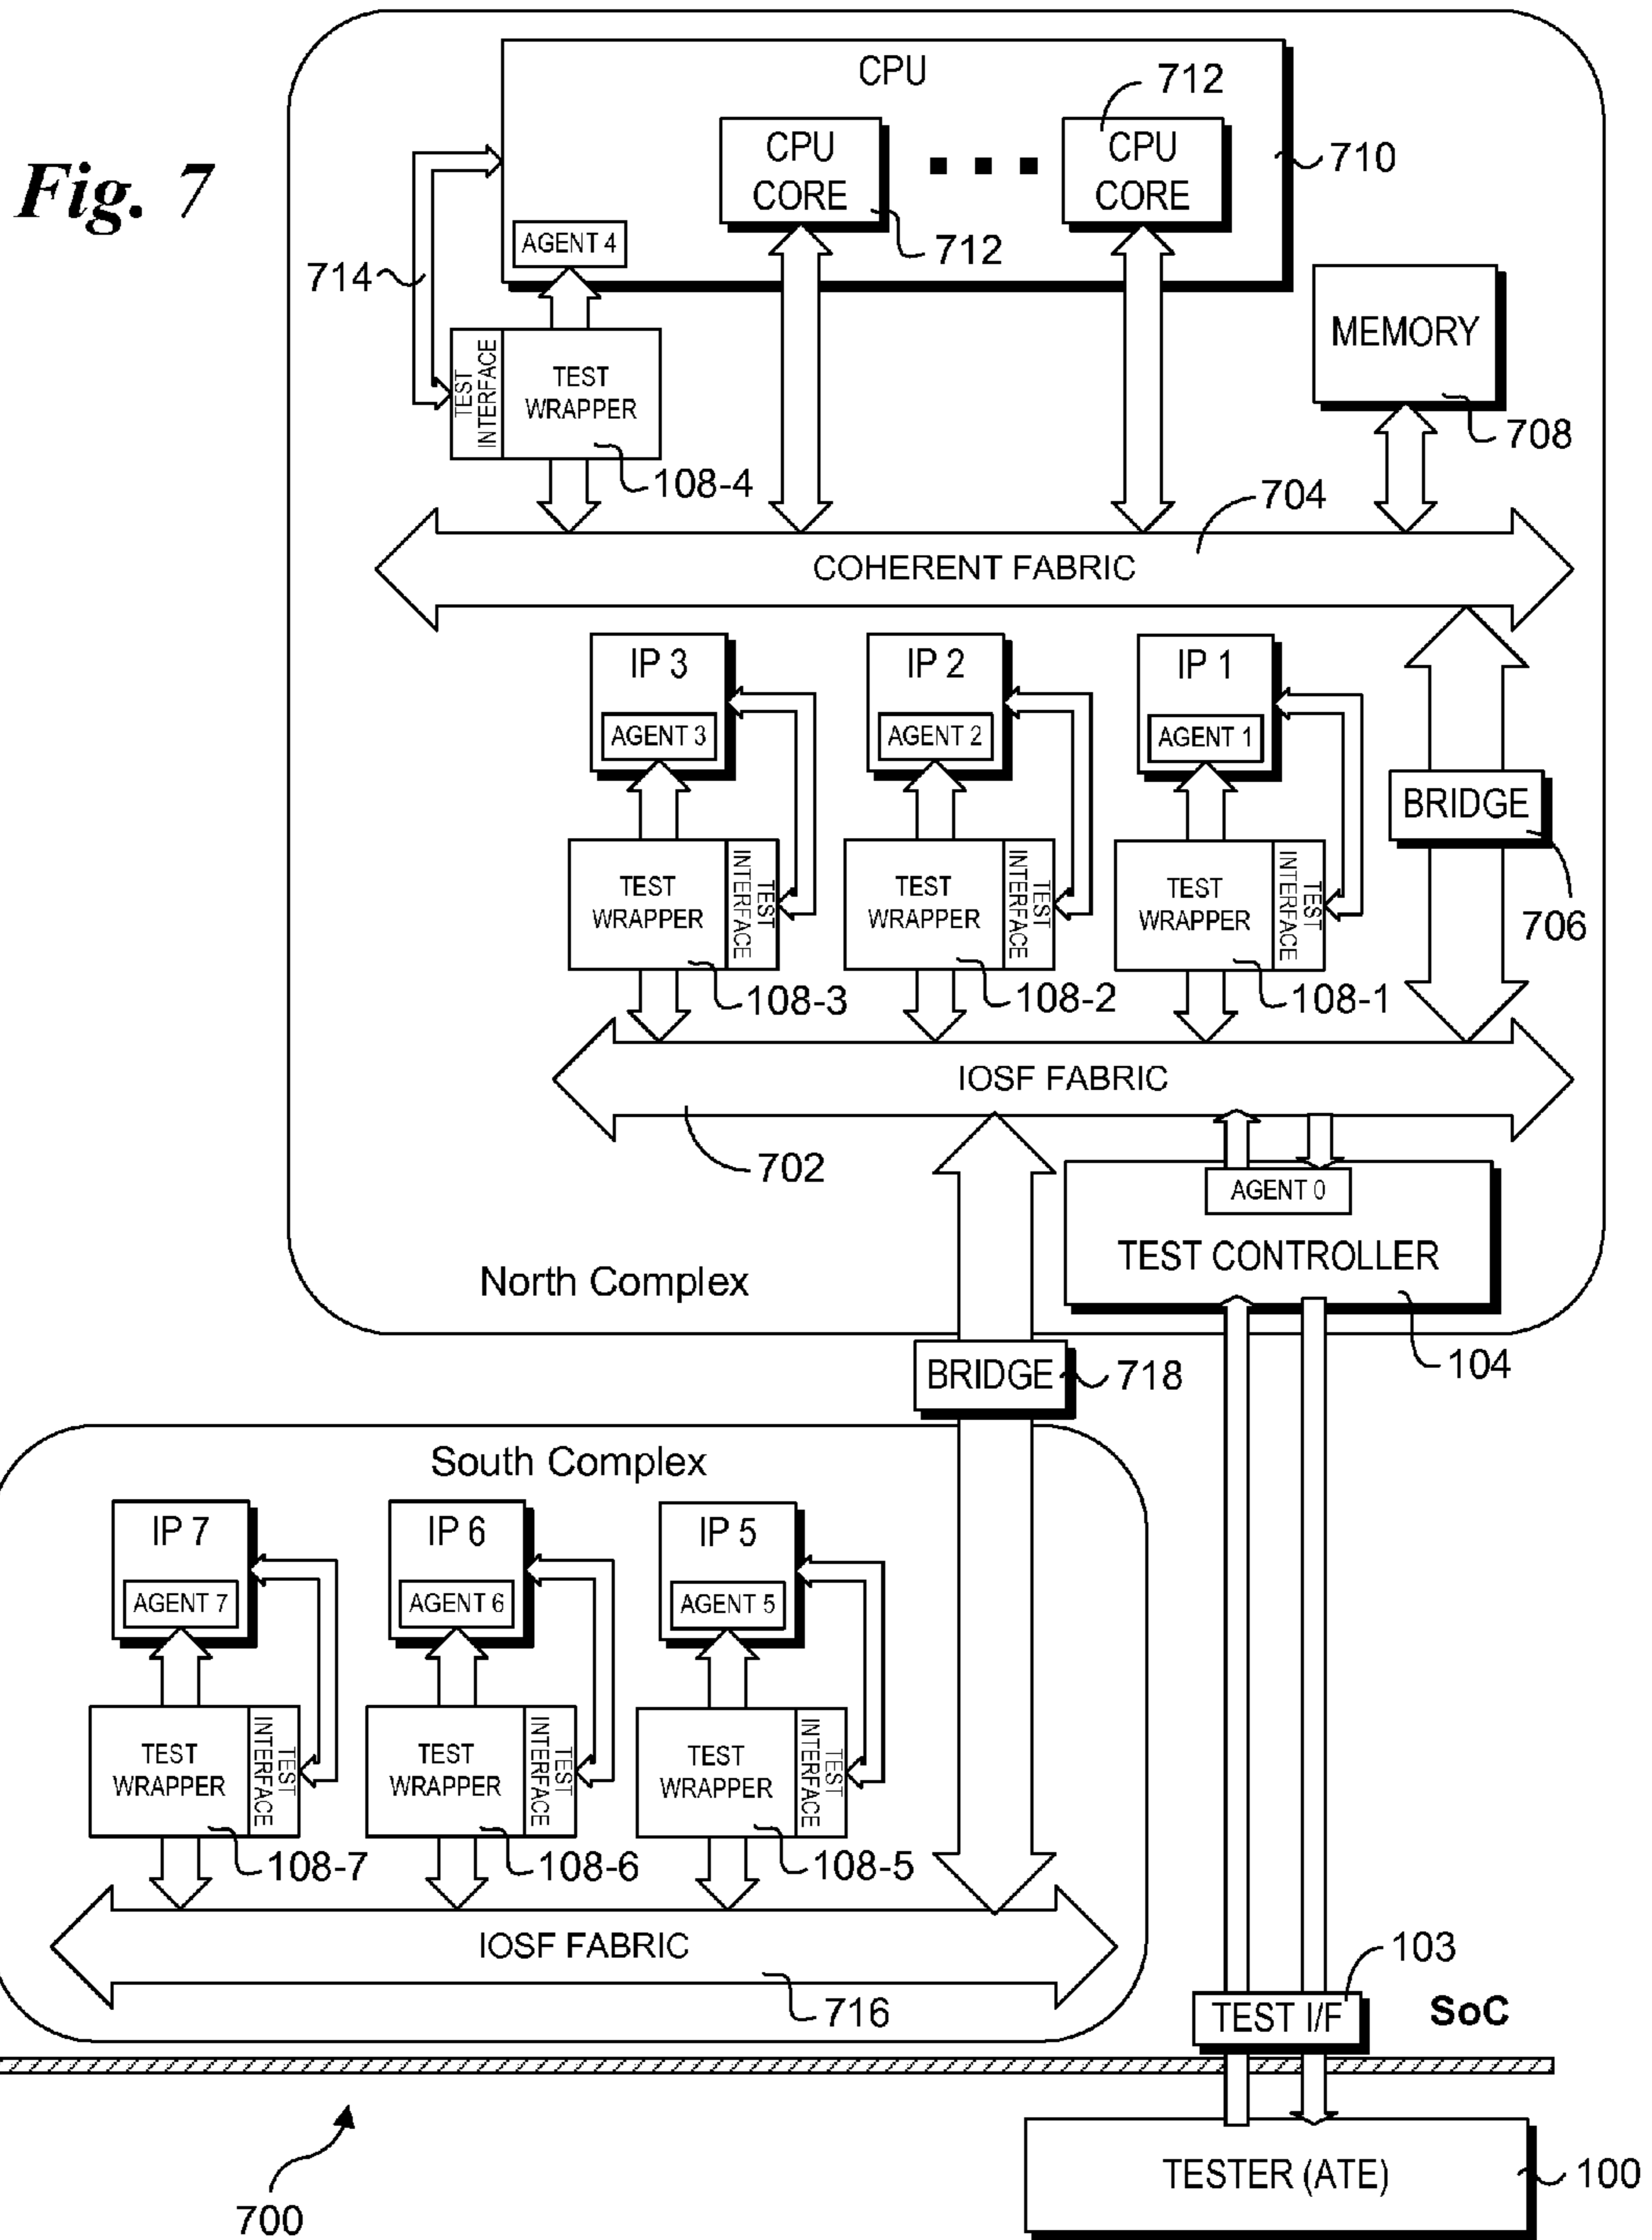 Fig. 7
CPU
712
CPU
CORE
CPU
CORE
710
712
AGENT 4
714
TEST
INTERFACE
TEST
WRAPPER
108-4
MEMORY
708
704
COHERENT FABRIC
IP 3
AGENT 3
IP 2
AGENT 2
IP 1
AGENT 1
BRIDGE
706
TEST
WRAPPER
TEST
INTERFACE
108-3
TEST
WRAPPER
TEST
INTERFACE
108-2
TEST
WRAPPER
TEST
INTERFACE
108-1
IOSF FABRIC
702
AGENT 0
TEST CONTROLLER
104
North Complex
BRIDGE
718
South Complex
IP 7
AGENT 7
IP 6
AGENT 6
IP 5
AGENT 5
TEST
WRAPPER
TEST
INTERFACE
108-7
TEST
WRAPPER
TEST
INTERFACE
108-6
TEST
WRAPPER
TEST
INTERFACE
108-5
IOSF FABRIC
716
103
TEST I/F
SoC
700
TESTER (ATE)
100